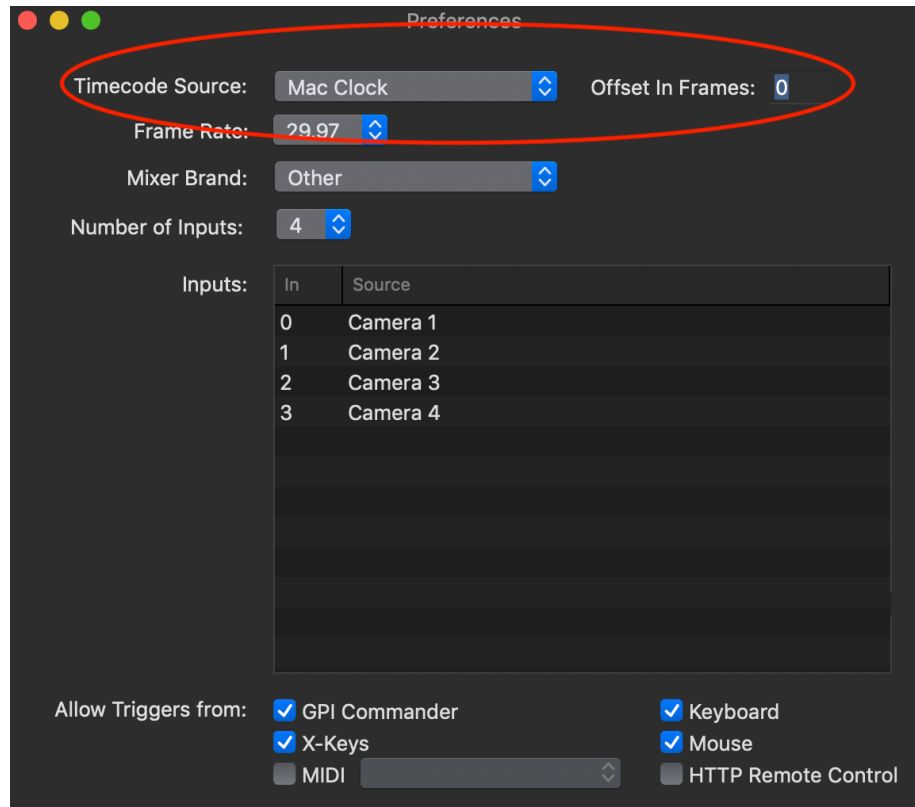 Preferences
Timecode Source: Mac Clock Offset In Frames: 0
Frame Rate: 29.97
Mixer Brand: Other
Number of Inputs: 4
Inputs: In Source
0 Camera 1
1 Camera 2
2 Camera 3
3 Camera 4
Allow Triggers from: GPI Commander Keyboard
X-Keys Mouse
MIDI HTTP Remote Control